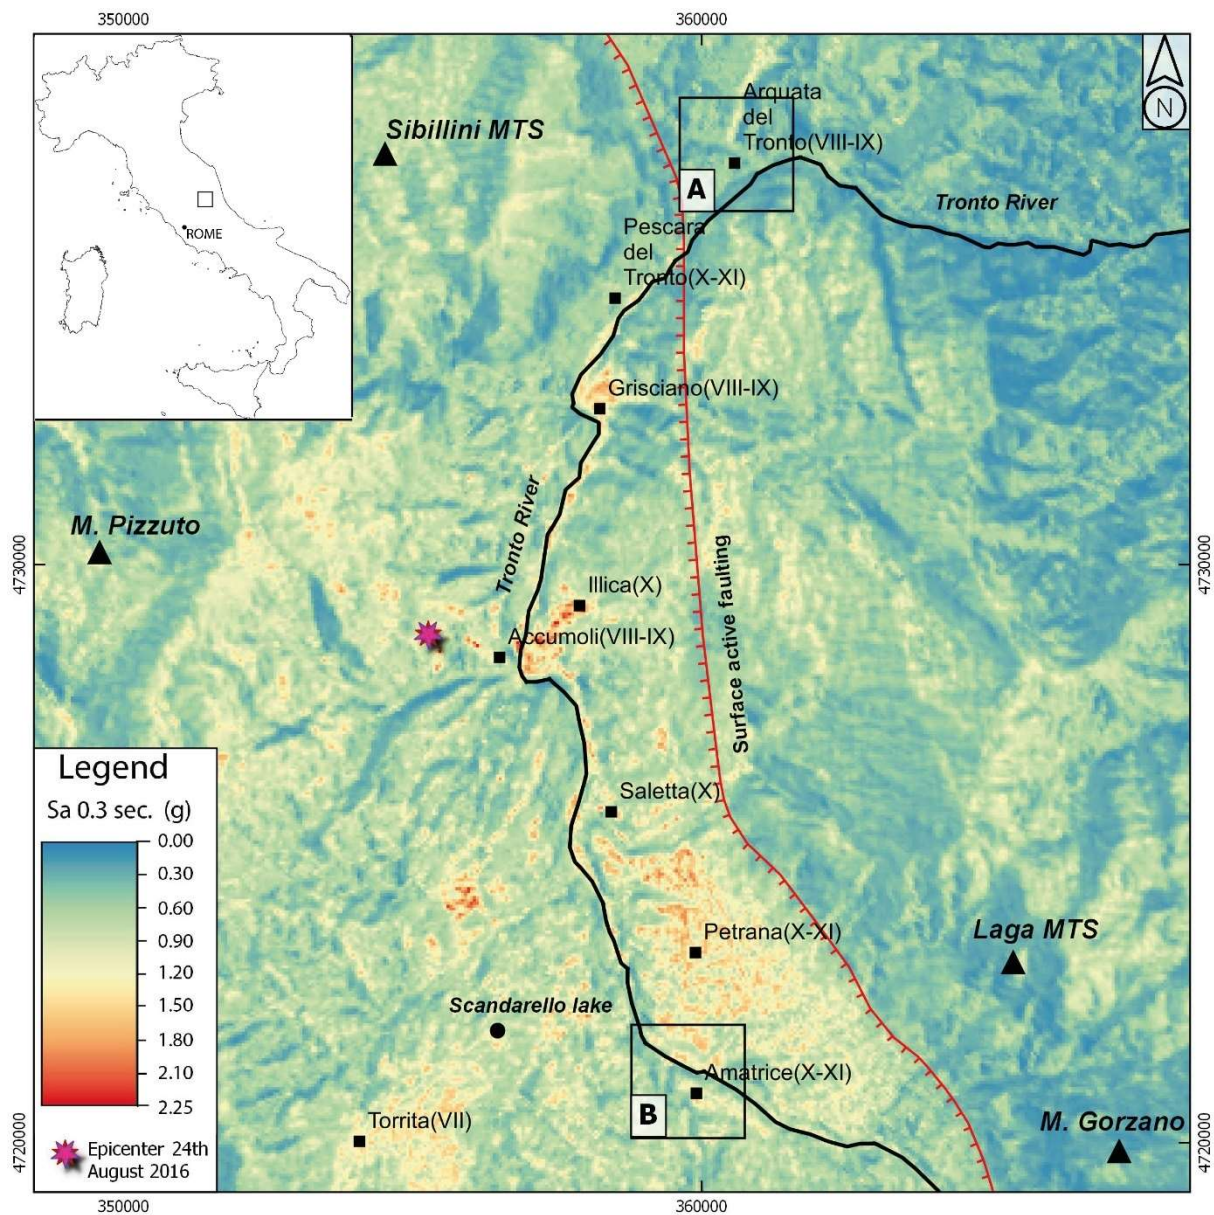 350000
360000
N
Sibillini MTS
Arquata
del
Tronto(VIII-IX)
A
Tronto River
ROME
Pescara
del
Tronto(X-XI)
Grisciano(VIII-IX)
Tronto River
M. Pizzuto
4730000
4730000
Surface active faulting
Illica(X)
Accumoli(VIII-IX)
Saletta(X)
Petrana(X-XI)
Laga MTS
Scandarello lake
Amatrice(X-XI)
B
Torrita(VII)
M. Gorzano
4720000
4720000
Legend
Sa 0.3 sec. (g)
0.00
0.30
0.60
0.90
1.20
1.50
1.80
2.10
2.25
Epicenter 24th
August 2016
350000
360000